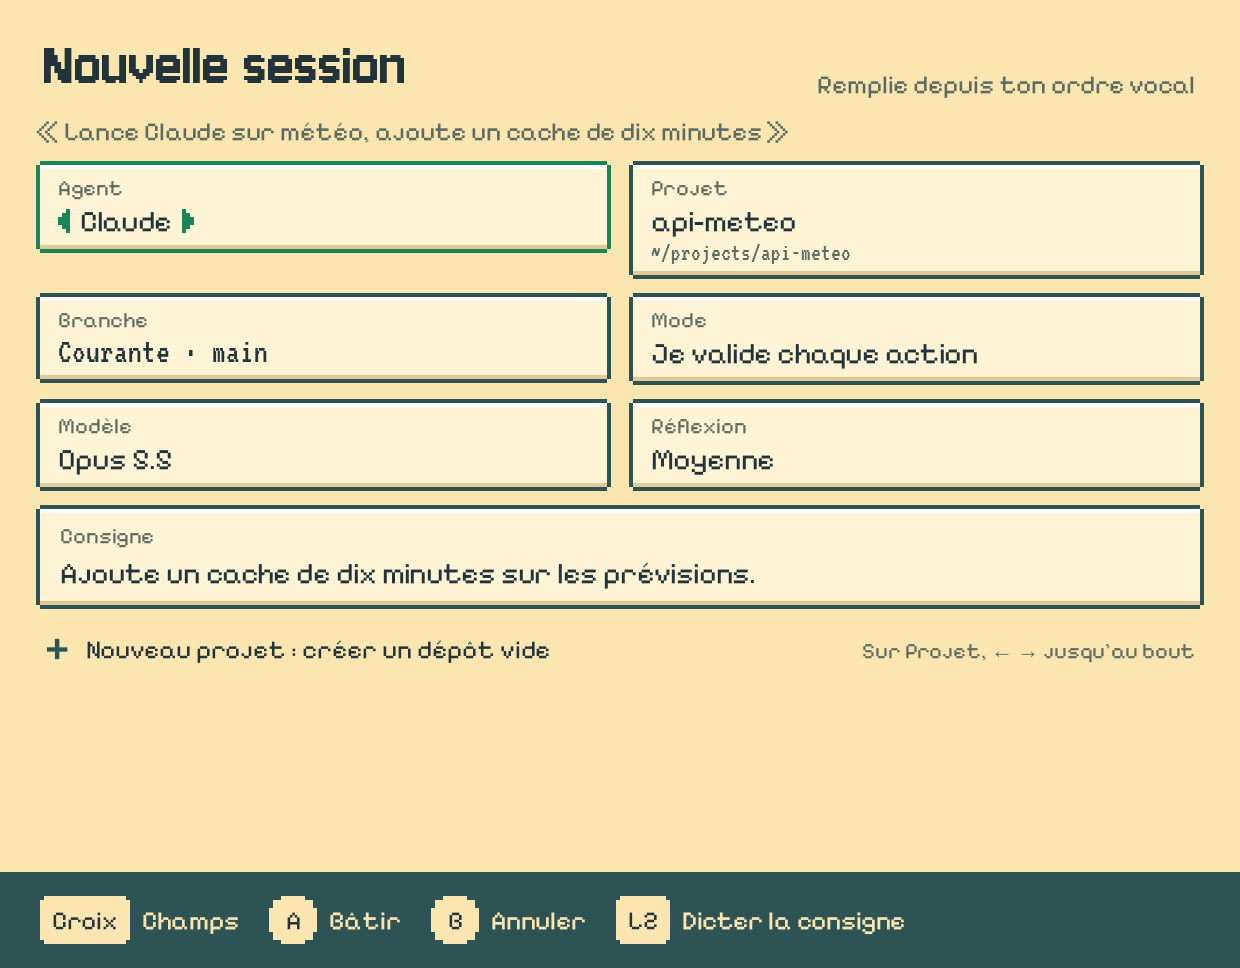 Nouvelle session
Remplie depuis ton ordre vocal
« Lance Claude sur météo, ajoute un cache de dix minutes »
Agent
Claude
Projet
api-meteo
~/projects/api-meteo
Branche
Courante · main
Mode
Je valide chaque action
Modèle
Opus
Réflexion
Moyenne
Consigne
Ajoute un cache de dix minutes sur les prévisions.
+ Nouveau projet : créer un dépôt vide
Sur Projet, ← → jusqu'au bout
Croix Champs A Bâtir B Annuler L2 Dicter la consigne